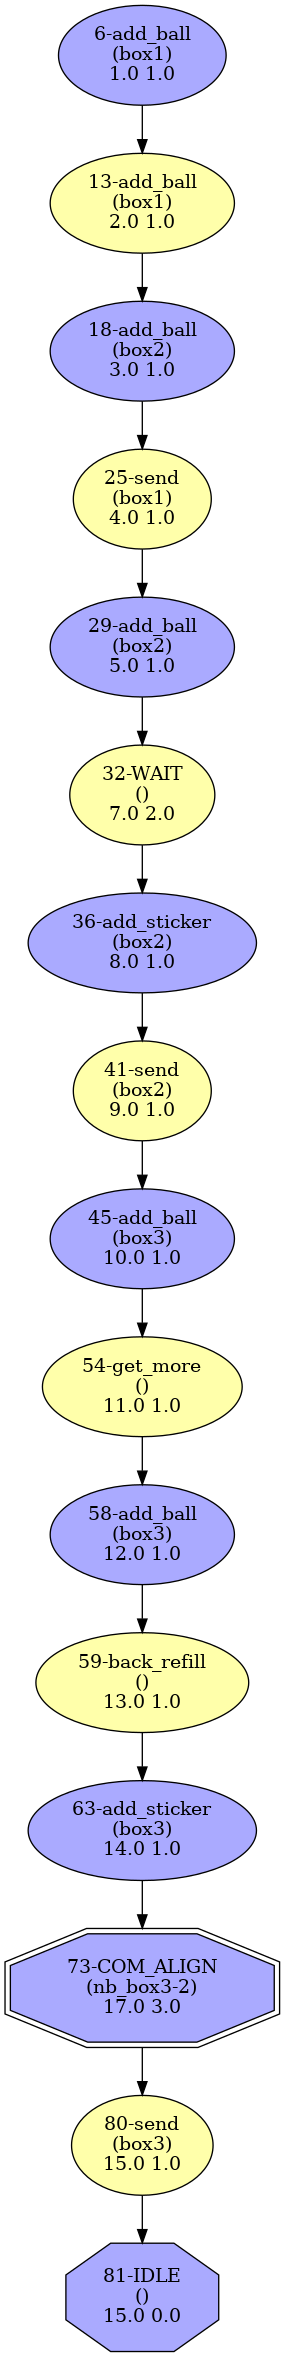 6-add_ball
(box1)
1.0 1.0
13-add_ball
(box1)
2.0 1.0
18-add_ball
(box2)
3.0 1.0
25-send
(box1)
4.0 1.0
29-add_ball
(box2)
5.0 1.0
32-WAIT
()
7.0 2.0
36-add_sticker
(box2)
8.0 1.0
41-send
(box2)
9.0 1.0
45-add_ball
(box3)
10.0 1.0
54-get_more
()
11.0 1.0
58-add_ball
(box3)
12.0 1.0
59-back_refill
()
13.0 1.0
63-add_sticker
(box3)
14.0 1.0
73-COM_ALIGN
(nb_box3-2)
17.0 3.0
80-send
(box3)
15.0 1.0
81-IDLE
()
15.0 0.0